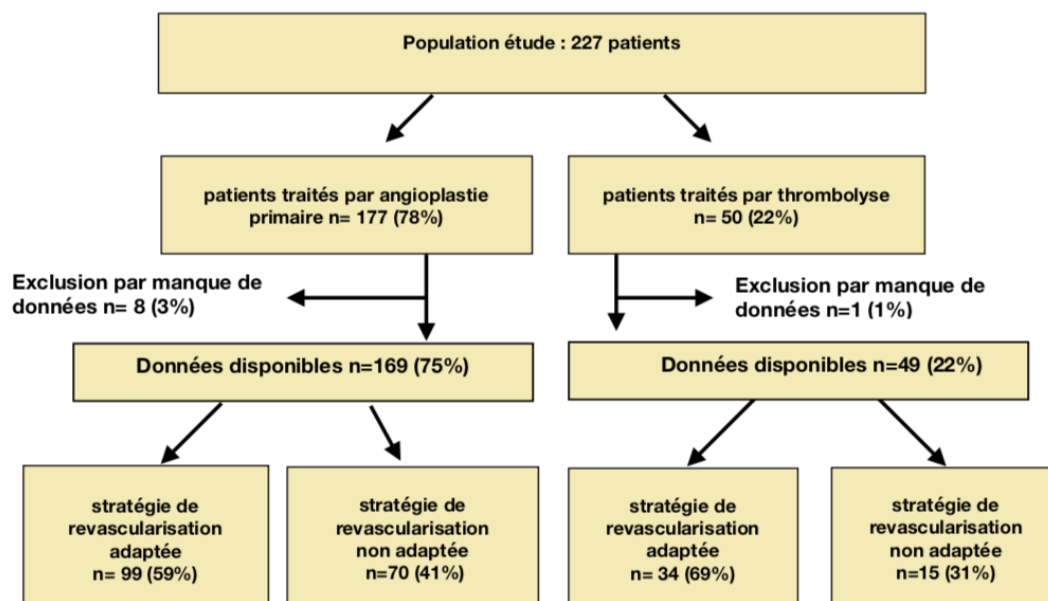 Population étude : 227 patients
patients traités par angioplastie
primaire n= 177 (78%)
patients traités par thrombolyse
n= 50 (22%)
Exclusion par manque de
données n= 8 (3%)
Exclusion par manque de
données n=1 (1%)
Données disponibles n=169 (75%)
Données disponibles n=49 (22%)
stratégie de
revascularisation
adaptée
n= 99 (59%)
stratégie de
revascularisation
non adaptée
n=70 (41%)
stratégie de
revascularisation
adaptée
n= 34 (69%)
stratégie de
revascularisation
non adaptée
n=15 (31%)